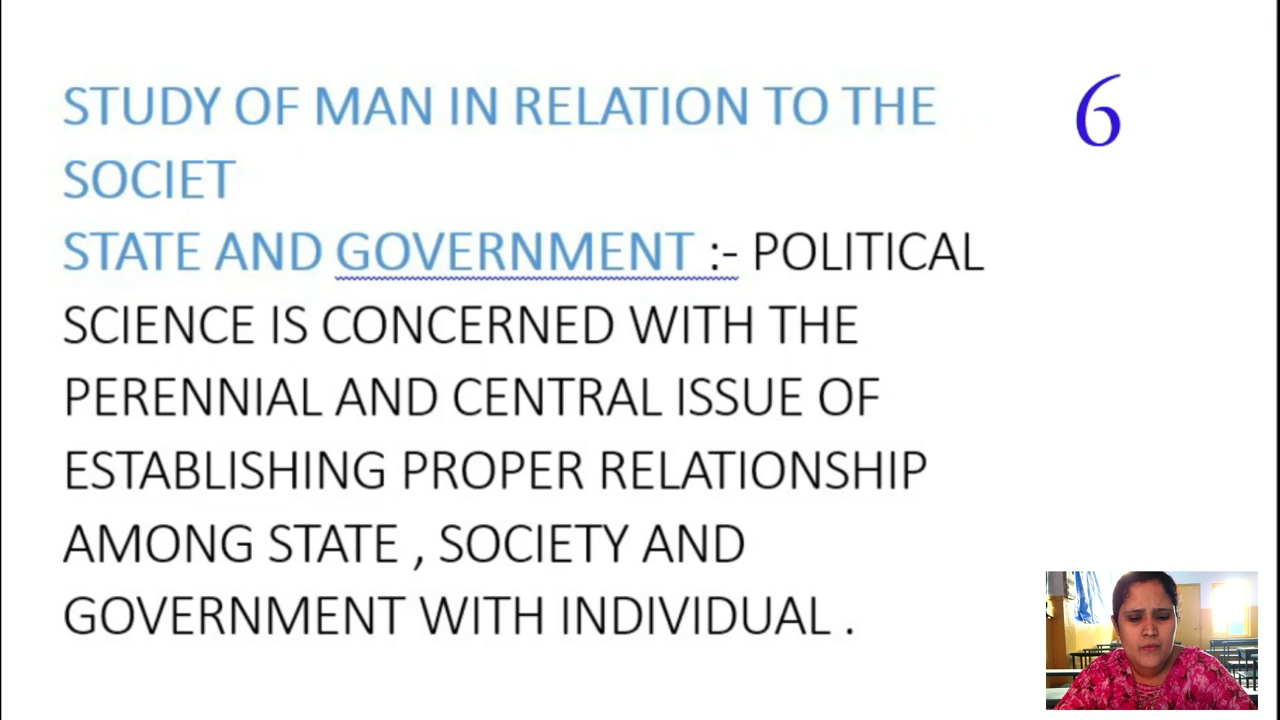 STUDY OF MAN IN RELATION TO THE
SOCIET
STATE AND GOVERNMENT :- POLITICAL
SCIENCE IS CONCERNED WITH THE
PERENNIAL AND CENTRAL ISSUE OF
ESTABLISHING PROPER RELATIONSHIP
AMONG STATE , SOCIETY AND
GOVERNMENT WITH INDIVIDUAL .
6